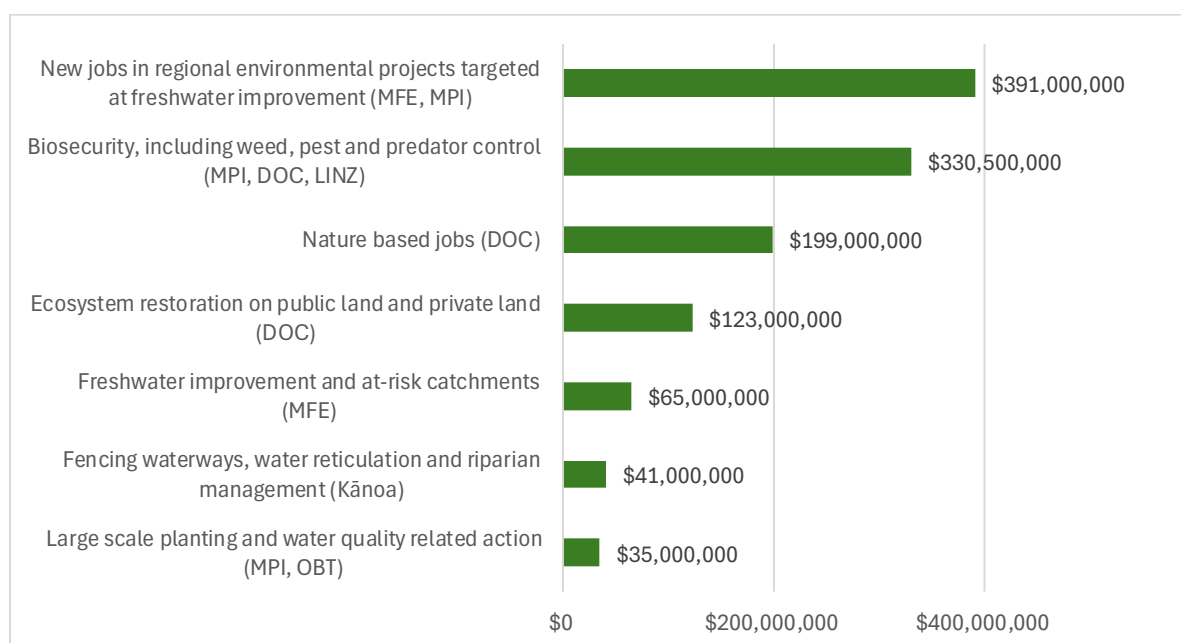 New jobs in regional environmental projects targeted
at freshwater improvement (MFE, MPI)
$391,000,000
Biosecurity, including weed, pest and predator control
(MPI, DOC, LINZ)
$330,500,000
Nature based jobs (DOC)
$199,000,000
Ecosystem restoration on public land and private land
(DOC)
$123,000,000
Freshwater improvement and at-risk catchments
(MFE)
$65,000,000
Fencing waterways, water reticulation and riparian
management (Kānoa)
$41,000,000
Large scale planting and water quality related action
(MPI, OBT)
$35,000,000
$0 $200,000,000 $400,000,000